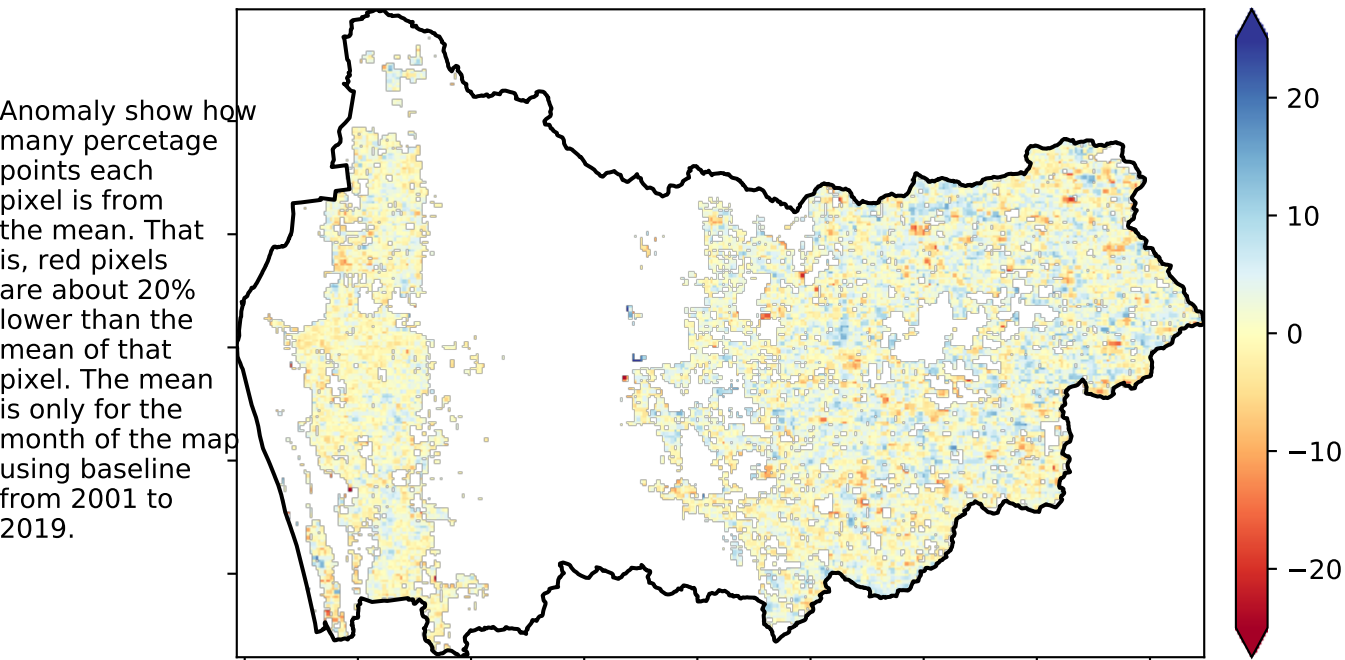 Anomaly show how
many percetage
points each
pixel is from
the mean. That
is, red pixels
are about 20%
lower than the
mean of that
pixel. The mean
is only for the
month of the map
using baseline
from 2001 to
2019.
20
10
0
−10
−20